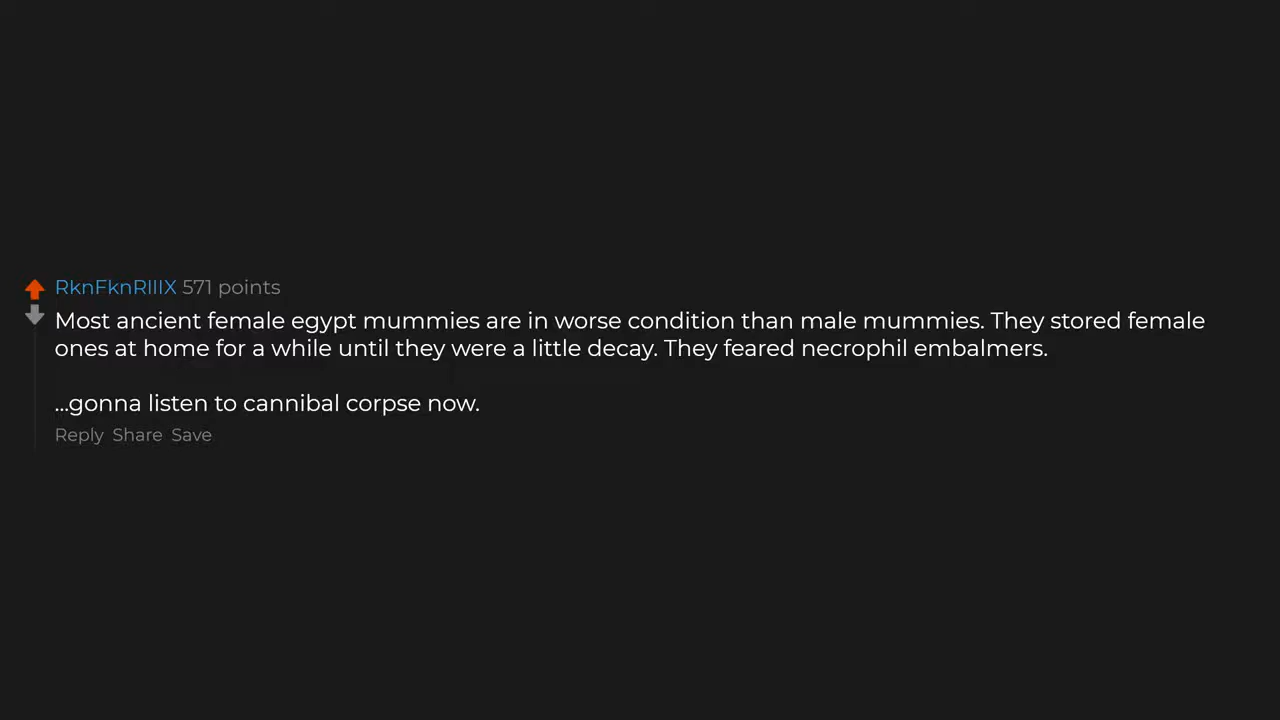 RknFknRIIIX 571 points
Most ancient female egypt mummies are in worse condition than male mummies. They stored female
ones at home for a while until they were a little decay. They feared necrophil embalmers.
...gonna listen to cannibal corpse now.
Reply Share Save